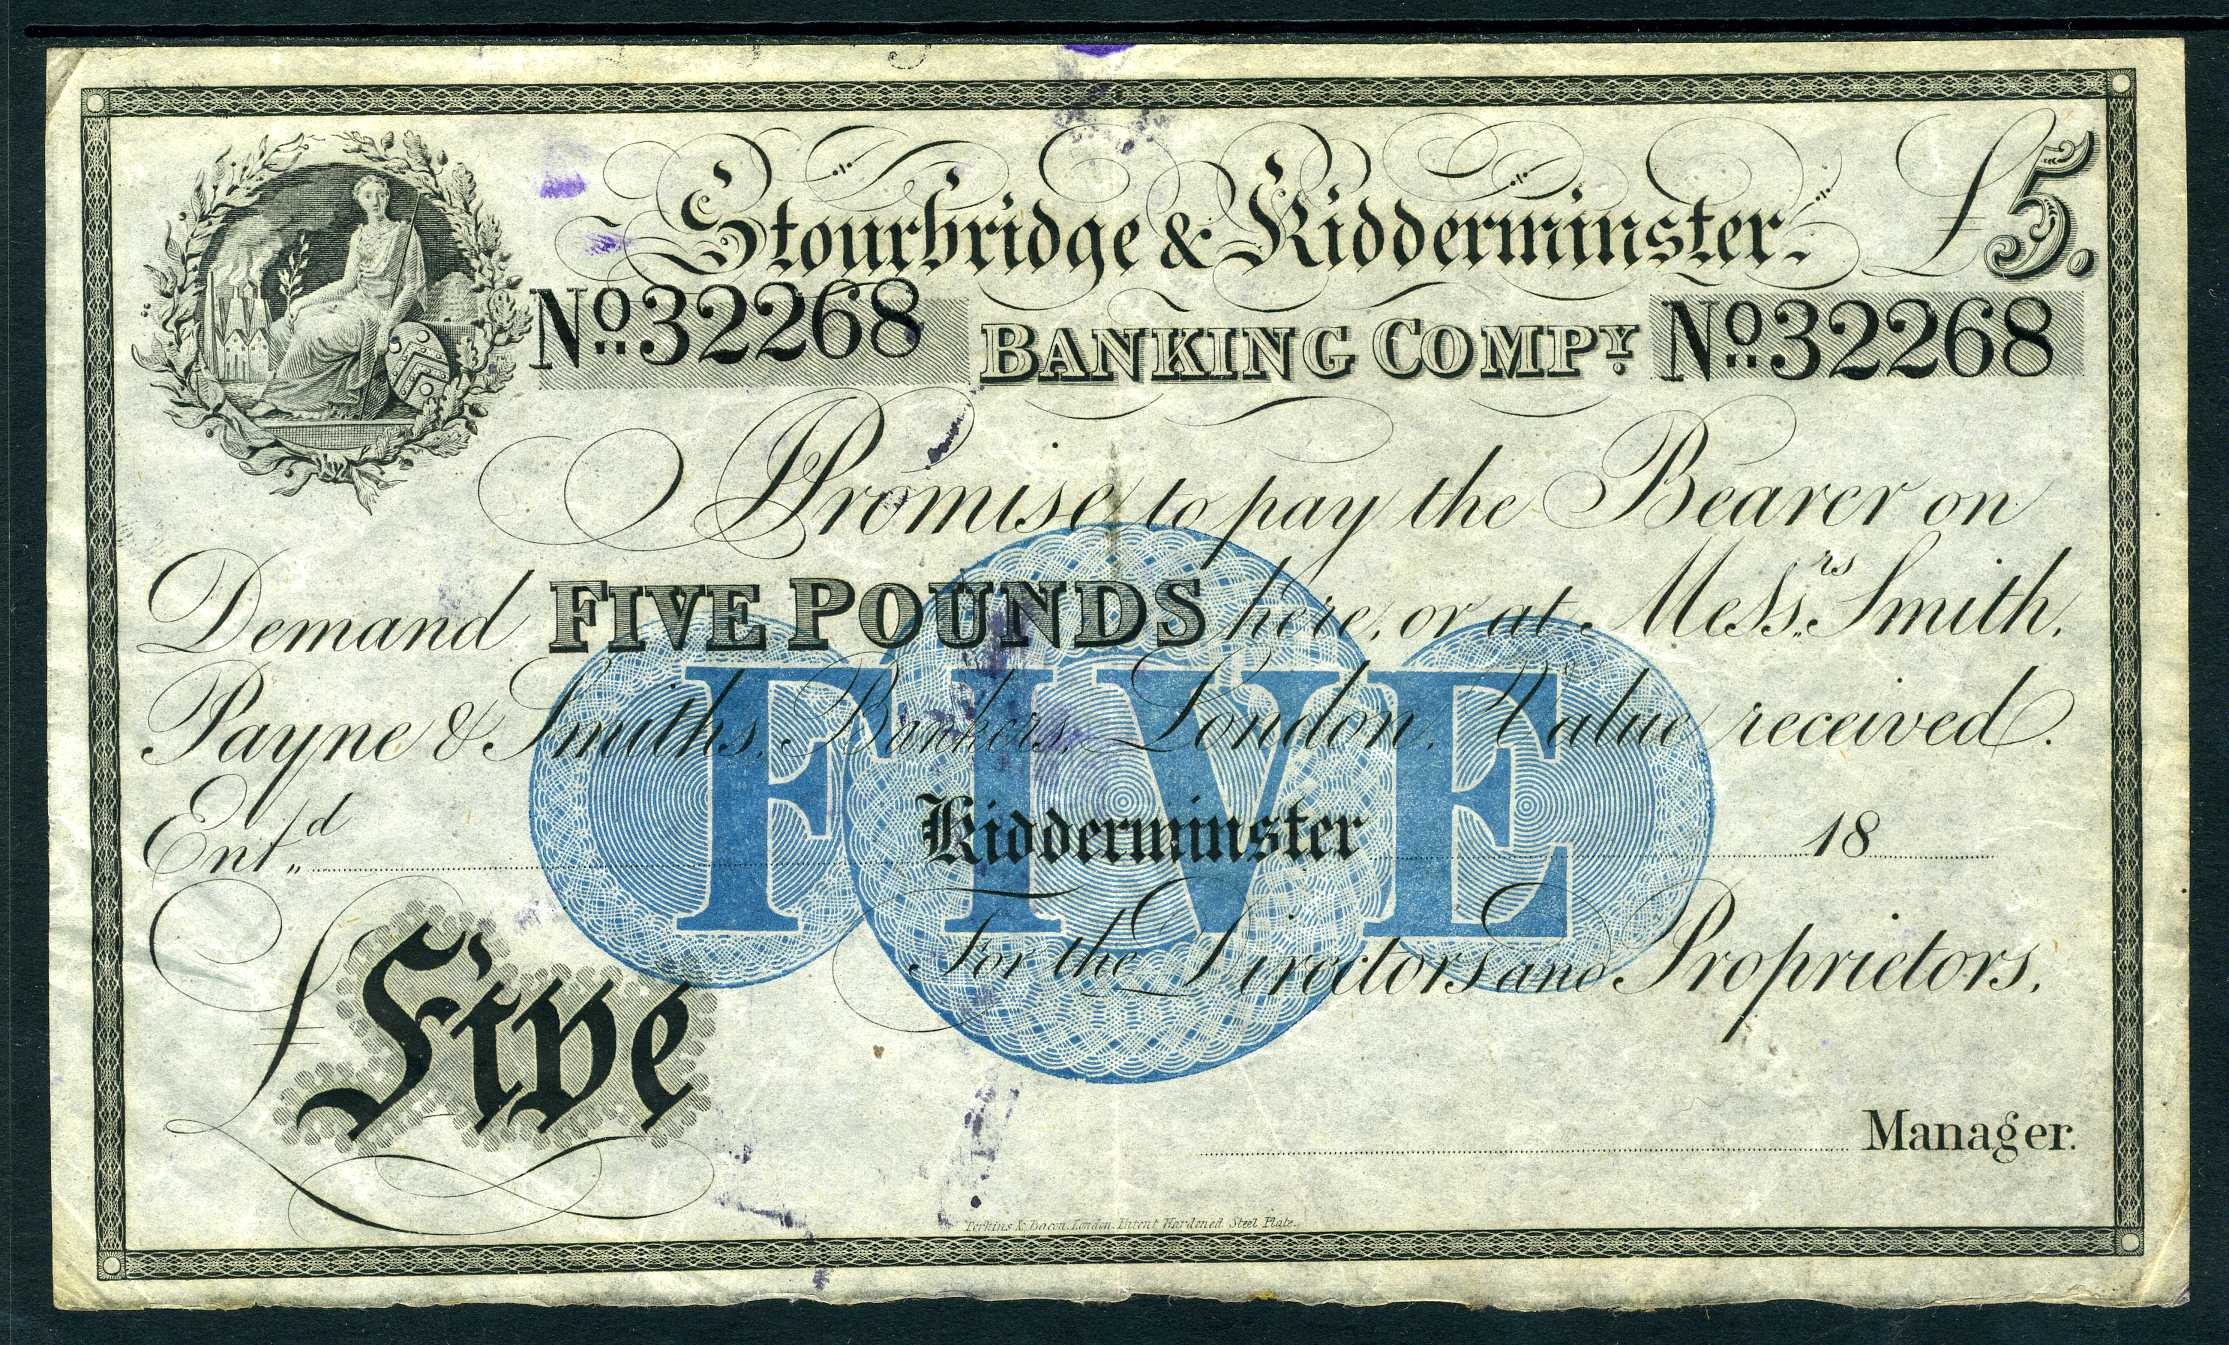 Stourbridge & Kidderminster £5.
No. 32268 BANKING COMPY. No. 32268
Promise to pay the Bearer on
Demand FIVE POUNDS here, or at Messrs. Smith,
Payne & Smiths, Bankers, London, Value received.
FIVE
Entd. Kidderminster 18
For the Directors and Proprietors,
£ Five
Manager.
Perkins & Bacon, London, Patent Hardened Steel Plate.